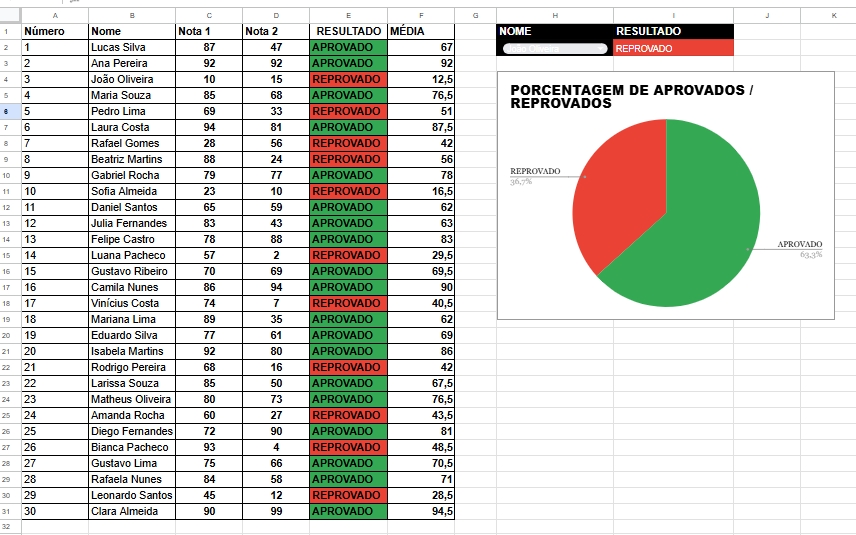 A B C D E F G H I J K
1 Número Nome Nota 1 Nota 2 RESULTADO MÉDIA NOME RESULTADO
2 1 Lucas Silva 87 47 APROVADO 67 João Oliveira REPROVADO
3 2 Ana Pereira 92 92 APROVADO 92
4 3 João Oliveira 10 15 REPROVADO 12,5
5 4 Maria Souza 85 68 APROVADO 76,5
6 5 Pedro Lima 69 33 REPROVADO 51
7 6 Laura Costa 94 81 APROVADO 87,5
8 7 Rafael Gomes 28 56 REPROVADO 42
9 8 Beatriz Martins 88 24 REPROVADO 56
10 9 Gabriel Rocha 79 77 APROVADO 78
11 10 Sofia Almeida 23 10 REPROVADO 16,5
12 11 Daniel Santos 65 59 APROVADO 62
13 12 Julia Fernandes 83 43 APROVADO 63
14 13 Felipe Castro 78 88 APROVADO 83
15 14 Luana Pacheco 57 2 REPROVADO 29,5
16 15 Gustavo Ribeiro 70 69 APROVADO 69,5
17 16 Camila Nunes 86 94 APROVADO 90
18 17 Vinícius Costa 74 7 REPROVADO 40,5
19 18 Mariana Lima 89 35 APROVADO 62
20 19 Eduardo Silva 77 61 APROVADO 69
21 20 Isabela Martins 92 80 APROVADO 86
22 21 Rodrigo Pereira 68 16 REPROVADO 42
23 22 Larissa Souza 85 50 APROVADO 67,5
24 23 Matheus Oliveira 80 73 APROVADO 76,5
25 24 Amanda Rocha 60 27 REPROVADO 43,5
26 25 Diego Fernandes 72 90 APROVADO 81
27 26 Bianca Pacheco 93 4 REPROVADO 48,5
28 27 Gustavo Lima 75 66 APROVADO 70,5
29 28 Rafaela Nunes 84 58 APROVADO 71
30 29 Leonardo Santos 45 12 REPROVADO 28,5
31 30 Clara Almeida 90 99 APROVADO 94,5
32
PORCENTAGEM DE APROVADOS /
REPROVADOS
REPROVADO
36,7%
APROVADO
63,3%